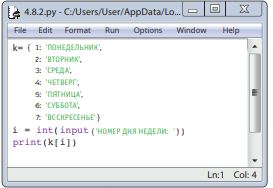 4.8.2.py - C:/Users/User/AppData/Lo...
File Edit Format Run Options Window Help
k= { 1: 'ПОНЕДЕЛЬНИК',
2: 'ВТОРНИК',
3: 'СРЕДА',
4: 'ЧЕТВЕРГ',
5: 'ПЯТНИЦА',
6: 'СУББОТА',
7: 'ВОСКРЕСЕНЬЕ'}
i = int(input('НОМЕР ДНЯ НЕДЕЛИ: '))
print(k[i])
Ln:1 Col: 4